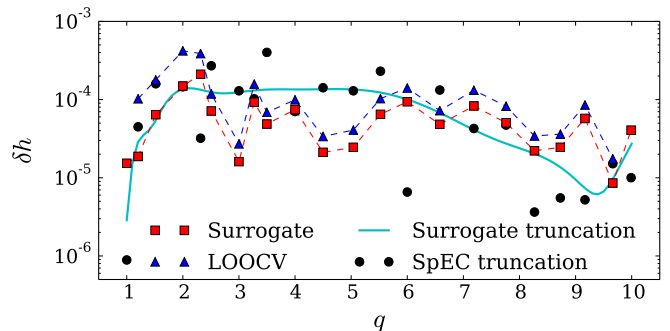 10^-3
10^-4
10^-5
10^-6
δh
Surrogate
LOOCV
Surrogate truncation
SpEC truncation
1 2 3 4 5 6 7 8 9 10
q